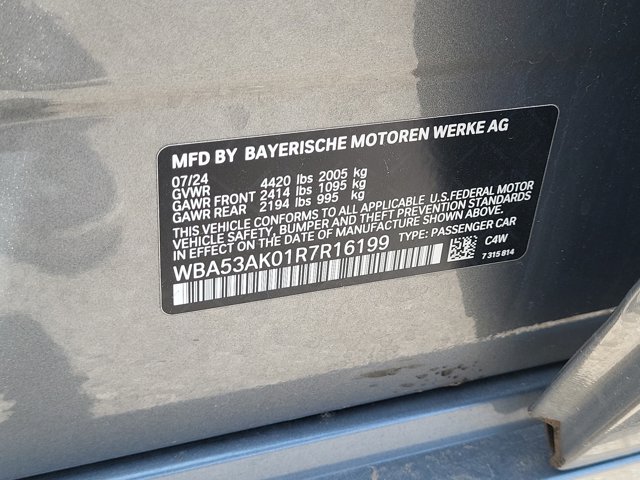 MFD BY BAYERISCHE MOTOREN WERKE AG
07/24
GVWR 4420 lbs 2005 kg
GAWR FRONT 2414 lbs 1095 kg
GAWR REAR 2194 lbs 995 kg
THIS VEHICLE CONFORMS TO ALL APPLICABLE U.S.FEDERAL MOTOR
VEHICLE SAFETY, BUMPER AND THEFT PREVENTION STANDARDS
IN EFFECT ON THE DATE OF MANUFACTURE SHOWN ABOVE.
WBA53AK01R7R16199 TYPE: PASSENGER CAR
C4W
7 315 814